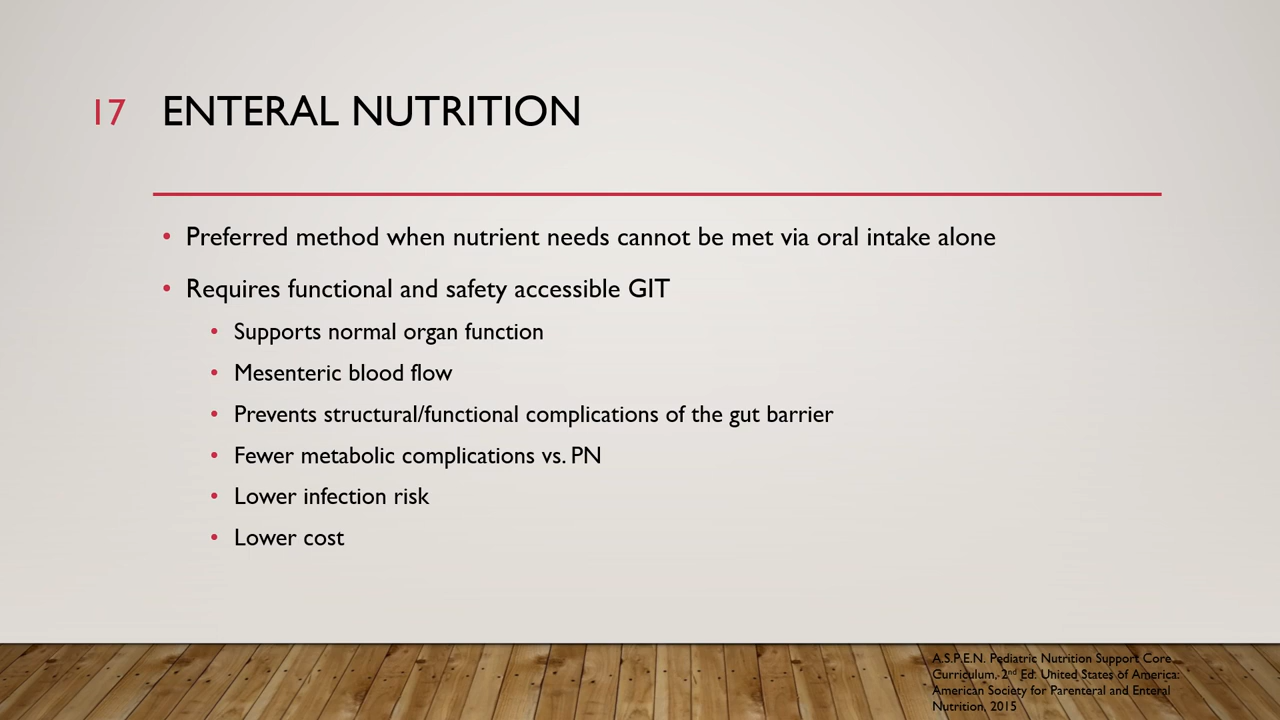 17 ENTERAL NUTRITION
• Preferred method when nutrient needs cannot be met via oral intake alone
• Requires functional and safety accessible GIT
• Supports normal organ function
• Mesenteric blood flow
• Prevents structural/functional complications of the gut barrier
• Fewer metabolic complications vs. PN
• Lower infection risk
• Lower cost
A.S.P.E.N. Pediatric Nutrition Support Core
Curriculum, 2nd Ed. United States of America:
American Society for Parenteral and Enteral
Nutrition, 2015